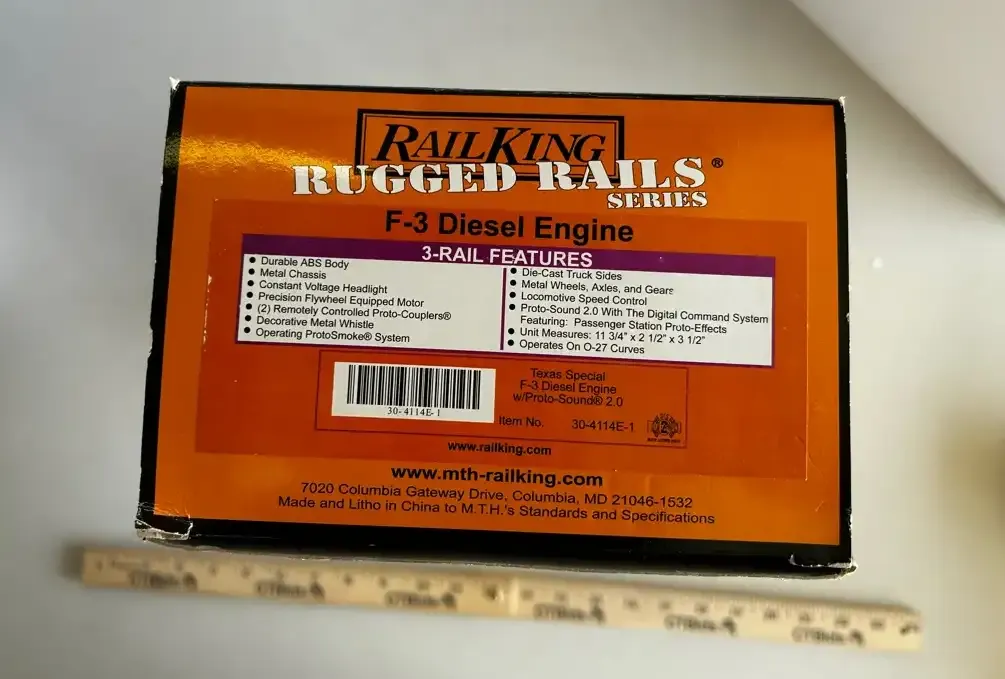 RAILKING
RUGGED RAILS®
SERIES
F-3 Diesel Engine
3-RAIL FEATURES
• Durable ABS Body
• Metal Chassis
• Constant Voltage Headlight
• Precision Flywheel Equipped Motor
• (2) Remotely Controlled Proto-Couplers®
• Decorative Metal Whistle
• Operating ProtoSmoke® System
• Die-Cast Truck Sides
• Metal Wheels, Axles, and Gears
• Locomotive Speed Control
• Proto-Sound 2.0 With The Digital Command System
Featuring: Passenger Station Proto-Effects
• Unit Measures: 11 3/4" x 2 1/2" x 3 1/2"
• Operates On O-27 Curves
30-4114E-1
Texas Special
F-3 Diesel Engine
w/Proto-Sound® 2.0
Item No. 30-4114E-1
www.railking.com
www.mth-railking.com
7020 Columbia Gateway Drive, Columbia, MD 21046-1532
Made and Litho in China to M.T.H.'s Standards and Specifications